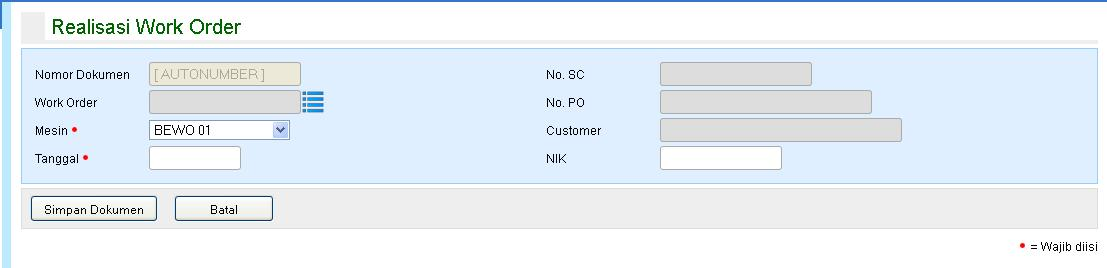 Realisasi Work Order
Nomor Dokumen [ AUTONUMBER ] No. SC
Work Order No. PO
Mesin • BEWO 01 Customer
Tanggal • NIK
Simpan Dokumen Batal
• = Wajib diisi